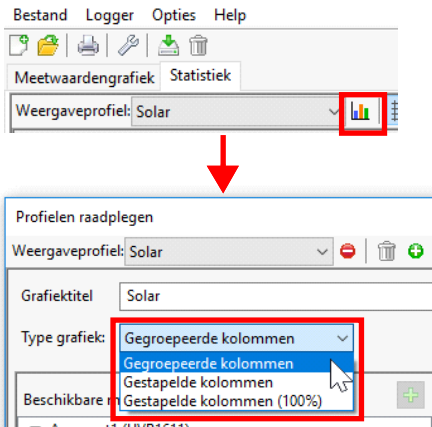 Bestand Logger Opties Help
Meetwaardengrafiek Statistiek
Weergaveprofiel: Solar
Profielen raadplegen
Weergaveprofiel: Solar
Grafiektitel Solar
Type grafiek: Gegroepeerde kolommen
Gegroepeerde kolommen
Gestapelde kolommen
Beschikbare Gestapelde kolommen (100%)